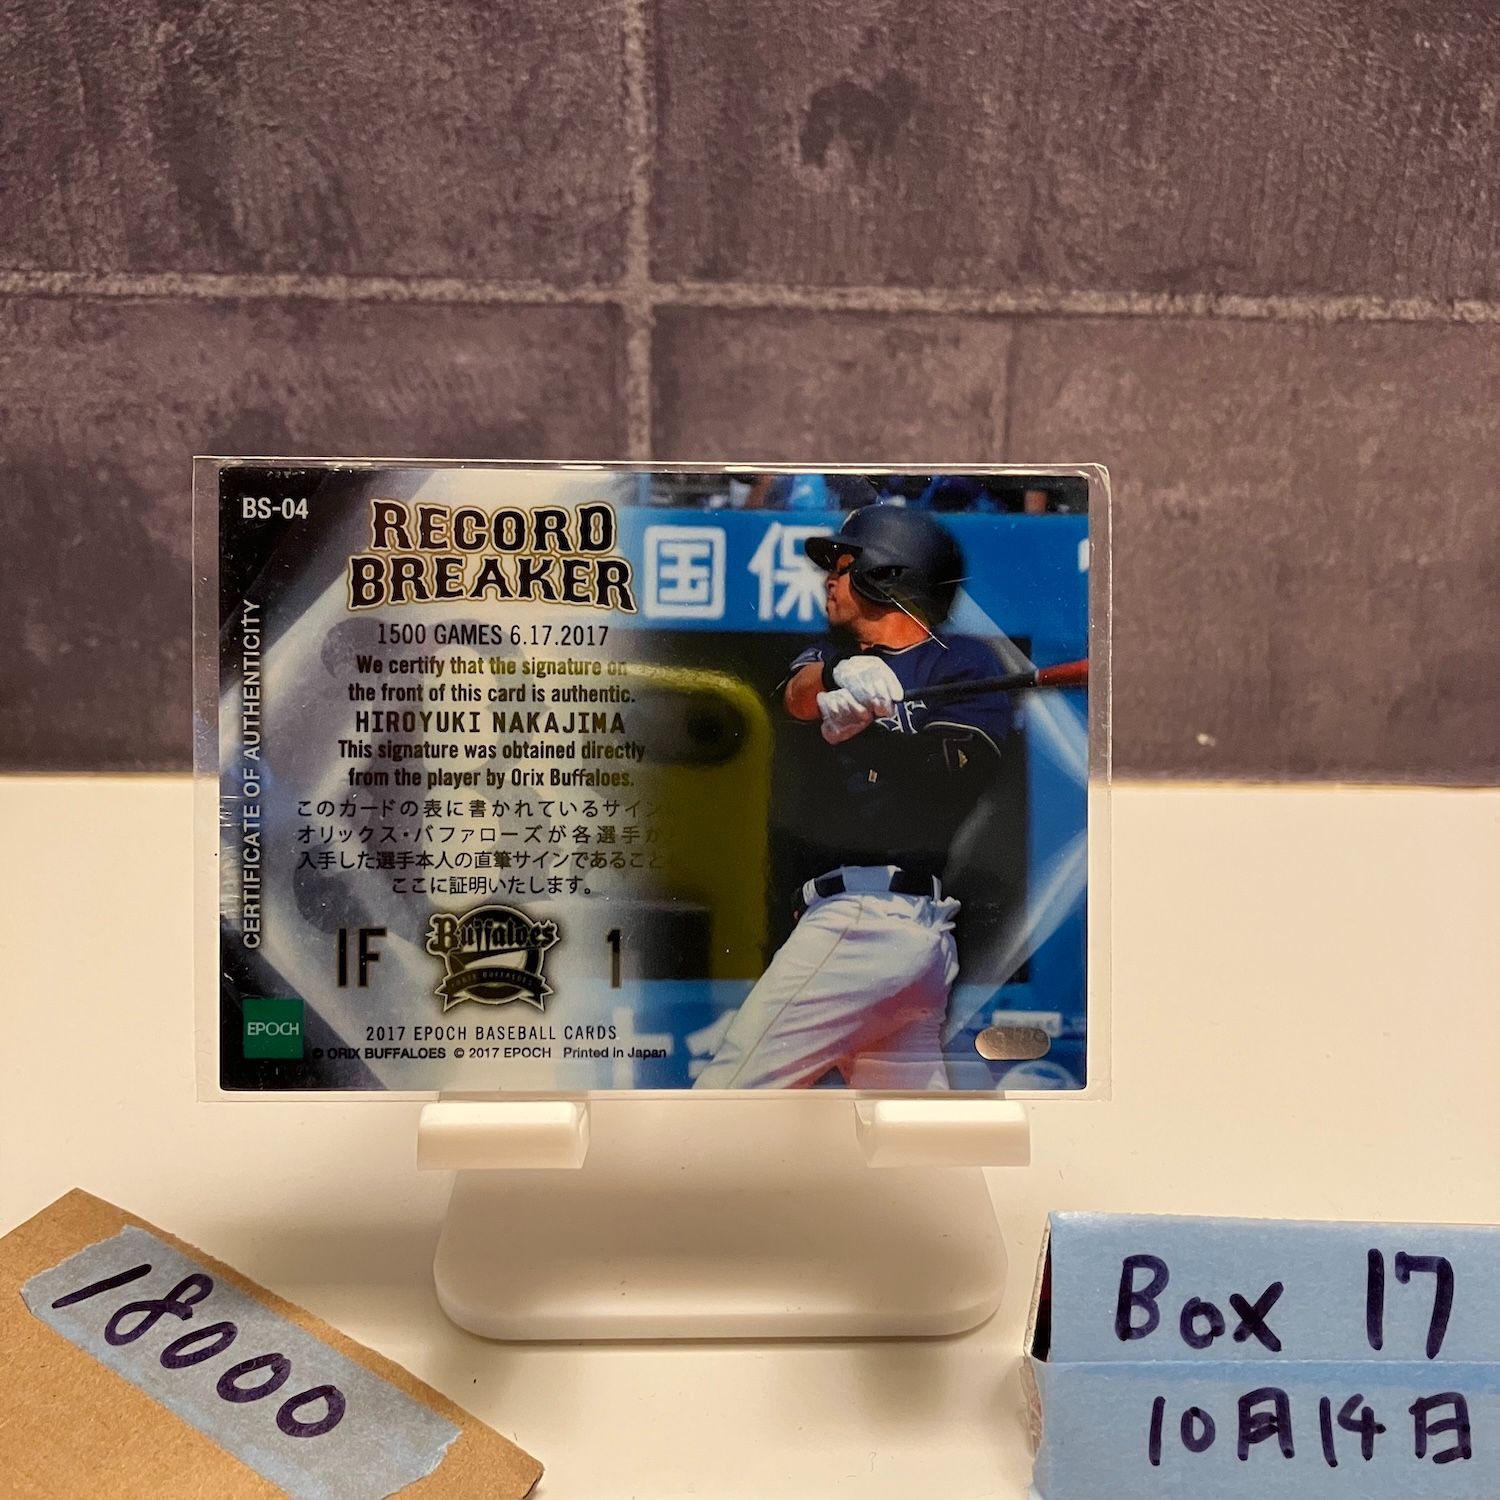 BS-04
RECORD
BREAKER
国保
1500 GAMES 6.17.2017
We certify that the signature on
the front of this card is authentic.
HIROYUKI NAKAJIMA
This signature was obtained directly
from the player by Orix Buffaloes.
このカードの表に書かれているサイン
オリックス・バファローズが各選手か
入手した選手本人の直筆サインであること
ここに証明いたします。
CERTIFICATE OF AUTHENTICITY
IF
Buffaloes
ORIX BUFFALOES
1
EPOCH
2017 EPOCH BASEBALL CARDS
© ORIX BUFFALOES © 2017 EPOCH Printed in Japan
18000
Box 17
10月14日